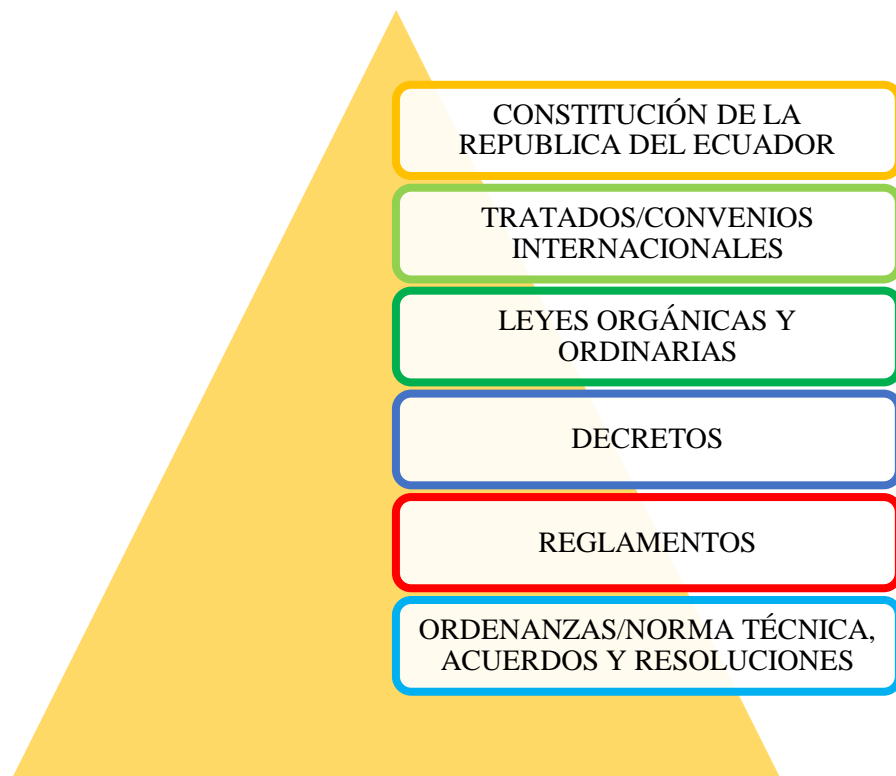 CONSTITUCIÓN DE LA
REPUBLICA DEL ECUADOR
TRATADOS/CONVENIOS
INTERNACIONALES
LEYES ORGÁNICAS Y
ORDINARIAS
DECRETOS
REGLAMENTOS
ORDENANZAS/NORMA TÉCNICA,
ACUERDOS Y RESOLUCIONES